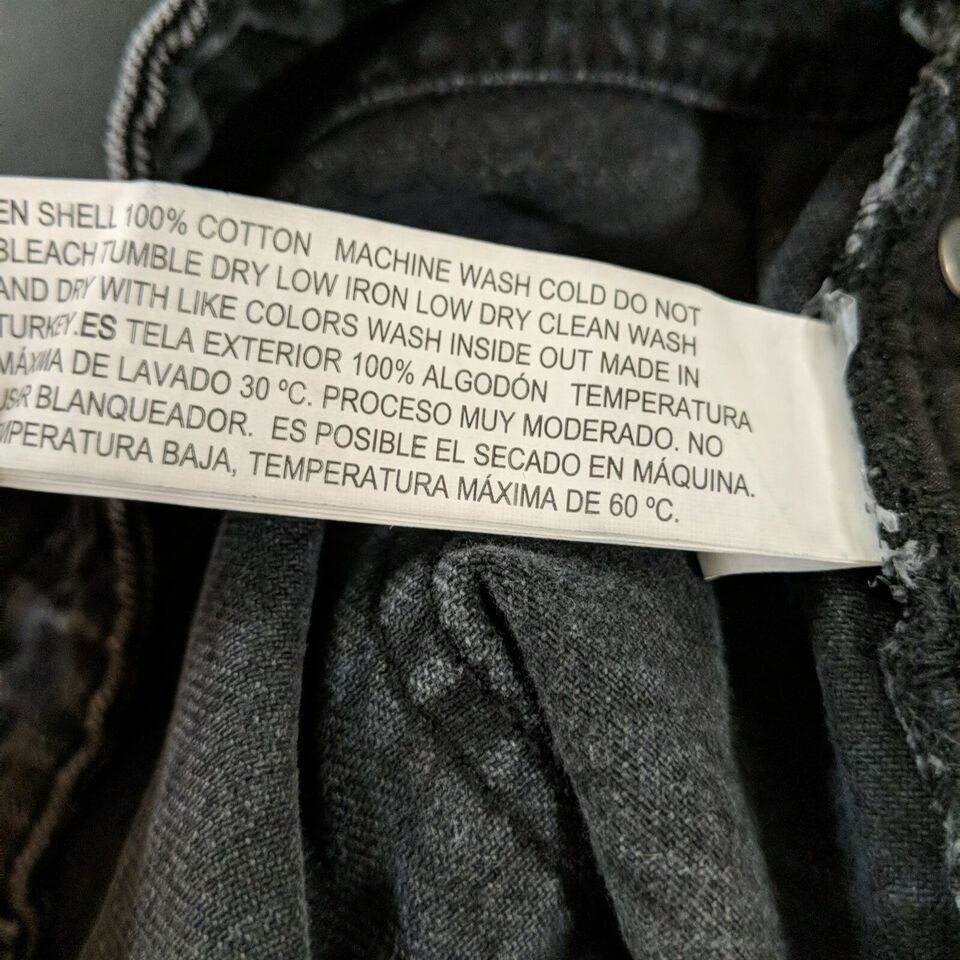 EN SHELL 100% COTTON MACHINE WASH COLD DO NOT
BLEACH TUMBLE DRY LOW IRON LOW DRY CLEAN WASH
AND DRY WITH LIKE COLORS WASH INSIDE OUT MADE IN
TURKEY.ES TELA EXTERIOR 100% ALGODÓN TEMPERATURA
MÁXIMA DE LAVADO 30 ºC. PROCESO MUY MODERADO. NO
USAR BLANQUEADOR. ES POSIBLE EL SECADO EN MÁQUINA.
BAJA, TEMPERATURA MÁXIMA DE 60 ºC.